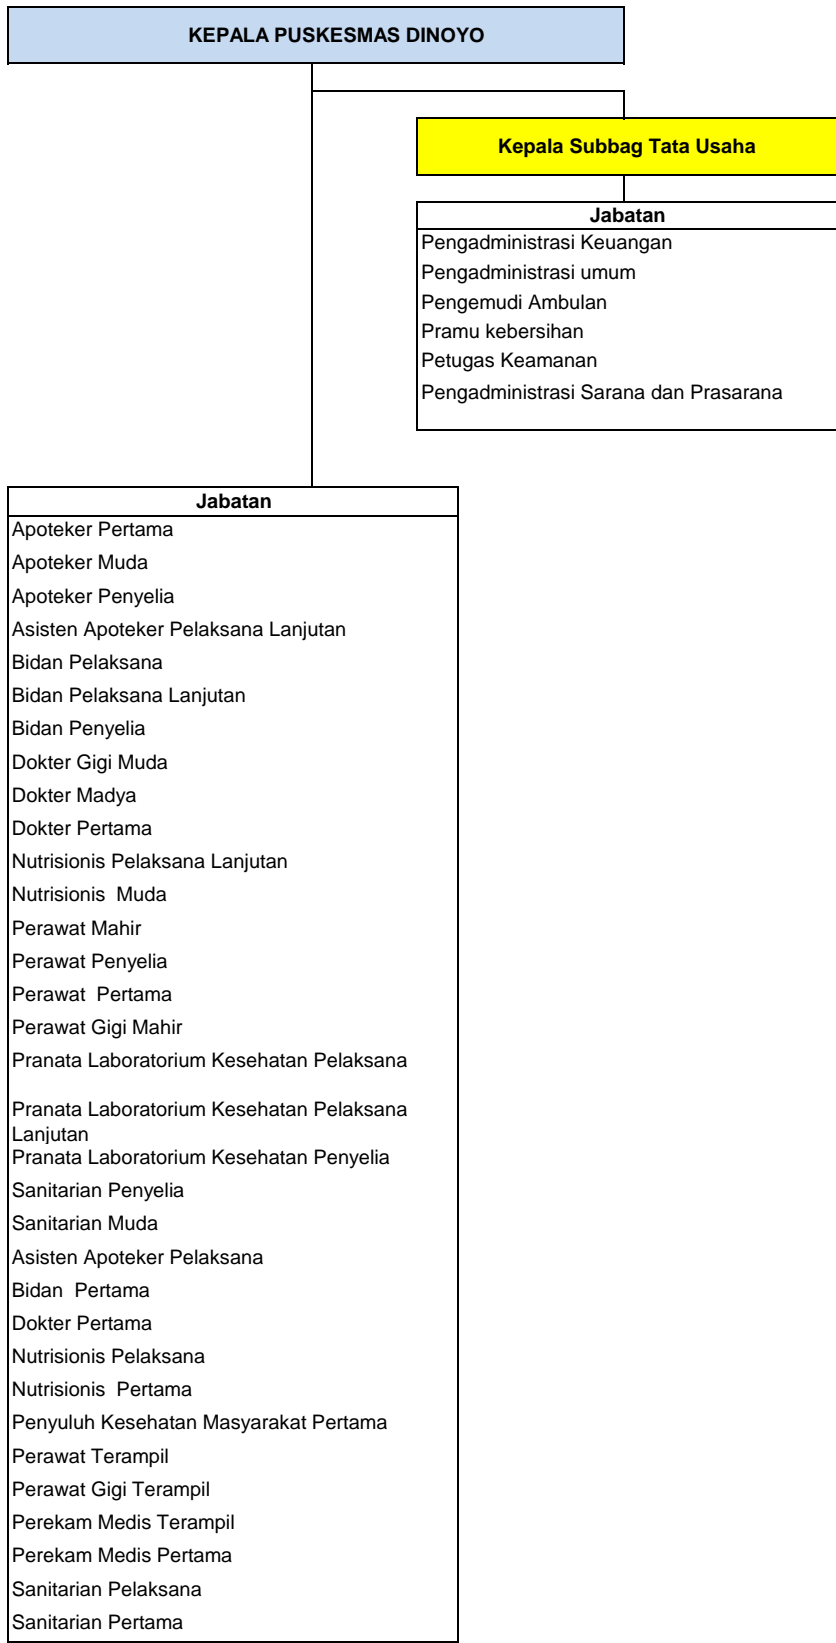 KEPALA PUSKESMAS DINOYO
Kepala Subbag Tata Usaha
Jabatan
Pengadministrasi Keuangan
Pengadministrasi umum
Pengemudi Ambulan
Pramu kebersihan
Petugas Keamanan
Pengadministrasi Sarana dan Prasarana
Jabatan
Apoteker Pertama
Apoteker Muda
Apoteker Penyelia
Asisten Apoteker Pelaksana Lanjutan
Bidan Pelaksana
Bidan Pelaksana Lanjutan
Bidan Penyelia
Dokter Gigi Muda
Dokter Madya
Dokter Pertama
Nutrisionis Pelaksana Lanjutan
Nutrisionis  Muda
Perawat Mahir
Perawat Penyelia
Perawat  Pertama
Perawat Gigi Mahir
Pranata Laboratorium Kesehatan Pelaksana
Pranata Laboratorium Kesehatan Pelaksana
Lanjutan
Pranata Laboratorium Kesehatan Penyelia
Sanitarian Penyelia
Sanitarian Muda
Asisten Apoteker Pelaksana
Bidan  Pertama
Dokter Pertama
Nutrisionis Pelaksana
Nutrisionis  Pertama
Penyuluh Kesehatan Masyarakat Pertama
Perawat Terampil
Perawat Gigi Terampil
Perekam Medis Terampil
Perekam Medis Pertama
Sanitarian Pelaksana
Sanitarian Pertama